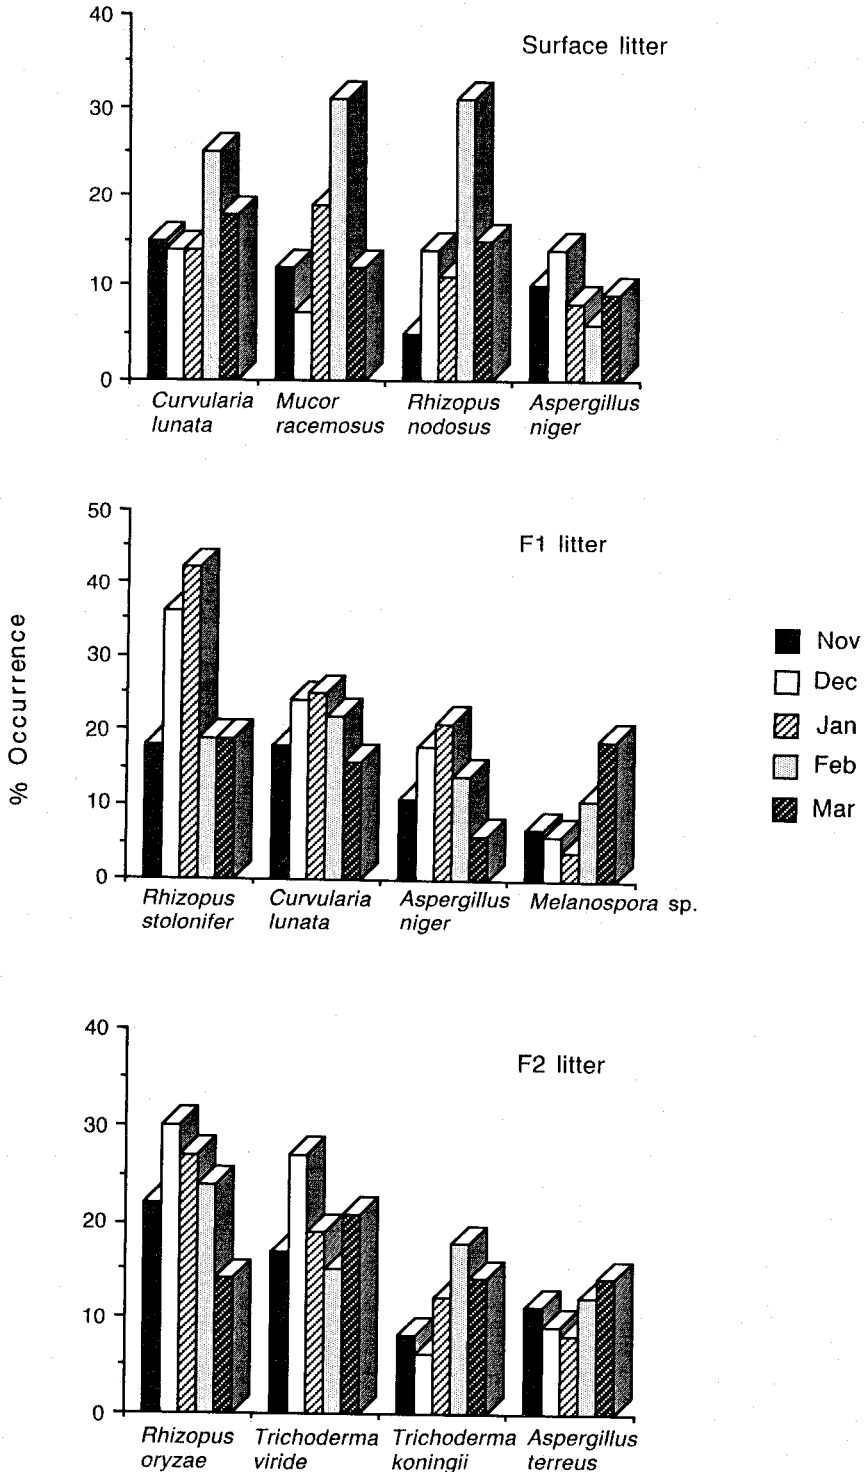 40
Surface litter
30
20
10
0
Curvularia Mucor Rhizopus Aspergillus
lunata racemosus nodosus niger
50
F1 litter
40
30
20
10
0
Rhizopus Curvularia Aspergillus Melanospora sp.
stolonifer lunata niger
% Occurrence
Nov
Dec
Jan
Feb
Mar
40
F2 litter
30
20
10
0
Rhizopus Trichoderma Trichoderma Aspergillus
oryzae viride koningii terreus